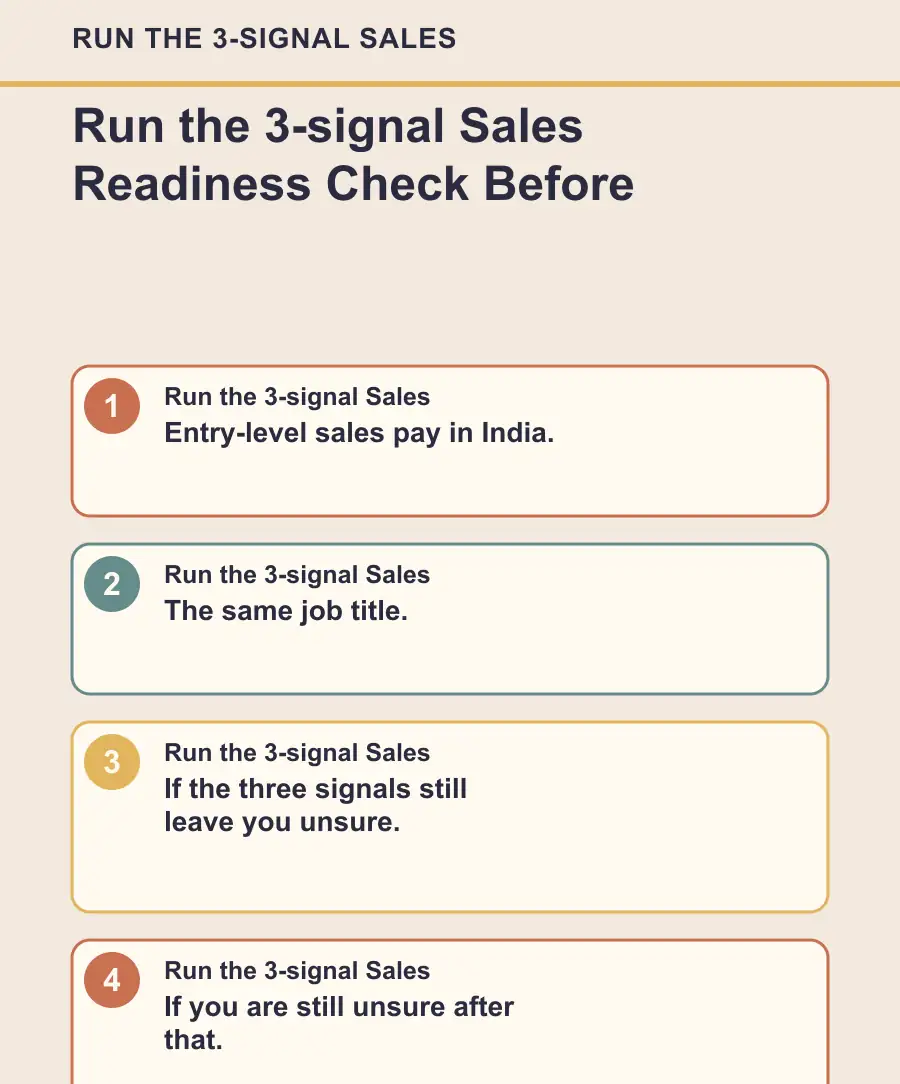 RUN THE 3-SIGNAL SALES
Run the 3-signal Sales
Readiness Check Before
1
Run the 3-signal Sales
Entry-level sales pay in India.
2
Run the 3-signal Sales
The same job title.
3
Run the 3-signal Sales
If the three signals still
leave you unsure.
4
Run the 3-signal Sales
If you are still unsure after
that.